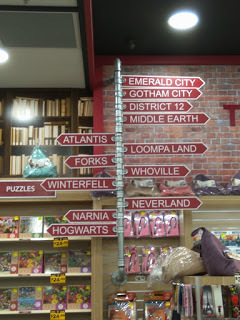 EMERALD CITY
GOTHAM CITY
DISTRICT 12
MIDDLE EARTH
ATLANTIS
LOOMPA LAND
FORKS
WHOVILLE
WINTERFELL
PUZZLES
NEVERLAND
NARNIA
HOGWARTS